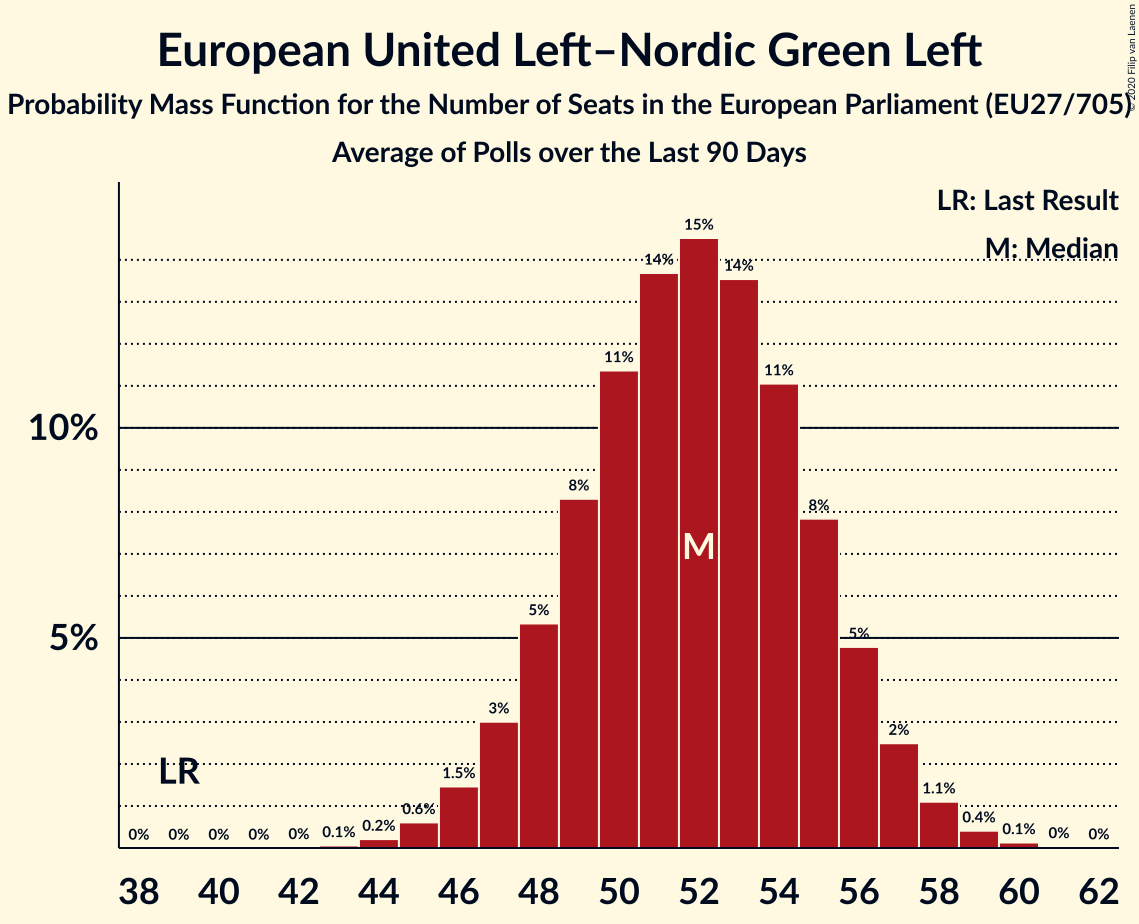 European United Left–Nordic Green Left
Probability Mass Function for the Number of Seats in the European Parliament (EU27/705)
Average of Polls over the Last 90 Days
© 2020 Filip van Laenen
LR: Last Result
M: Median
15%
14%
14%
11%
11%
10%
8%
8%
M
5%
5%
5%
3%
2%
LR
1.5%
1.1%
0.6%
0.4%
0% 0% 0% 0% 0% 0.1% 0.2% 0.1% 0% 0%
38 40 42 44 46 48 50 52 54 56 58 60 62